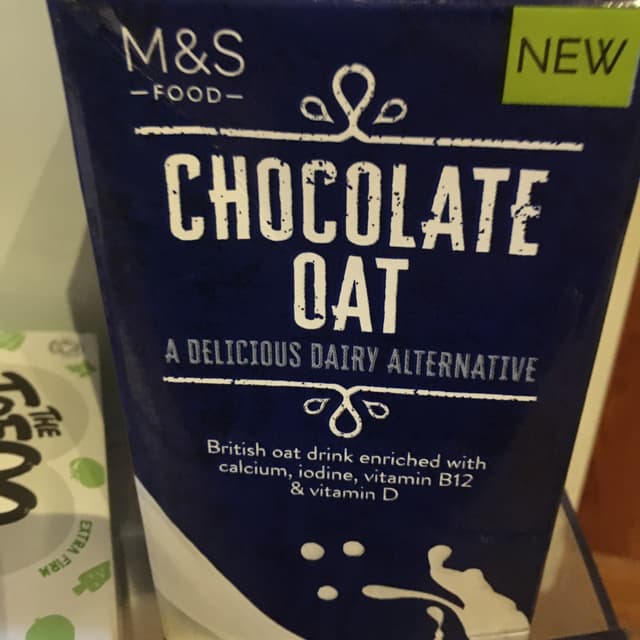 M&S
—FOOD—
NEW
CHOCOLATE
OAT
A DELICIOUS DAIRY ALTERNATIVE
British oat drink enriched with
calcium, iodine, vitamin B12
& vitamin D
THE
EXTRA FIRM